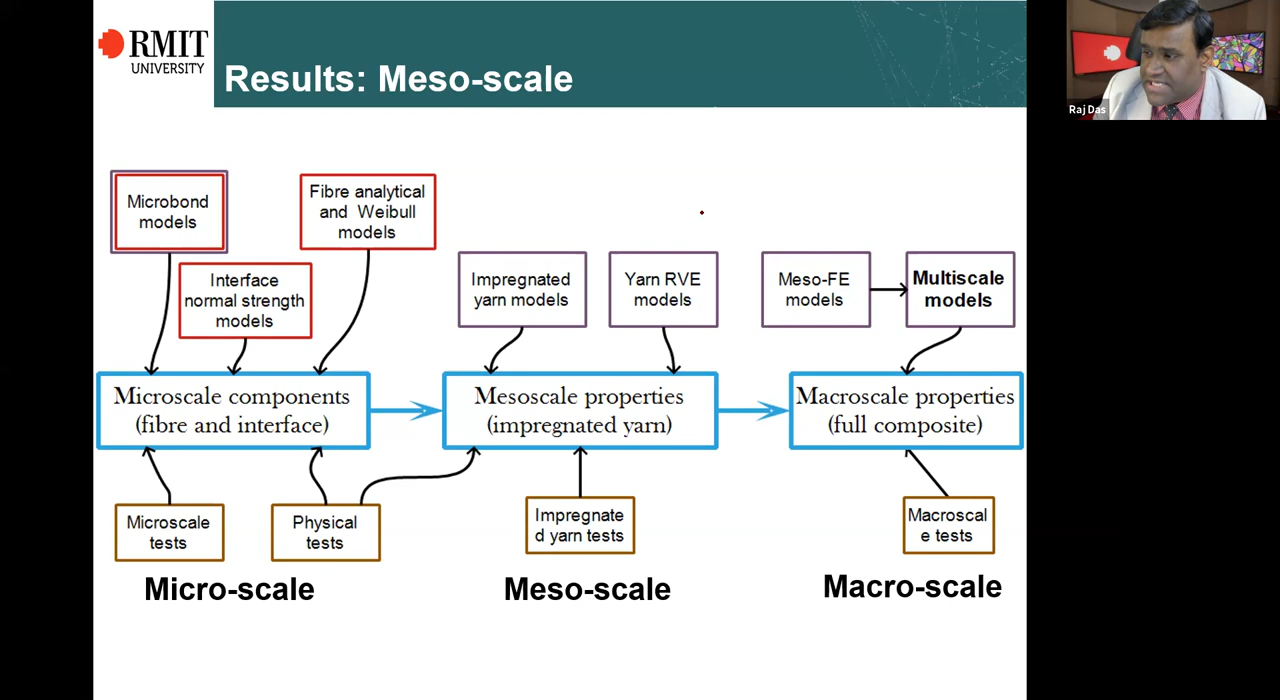 RMIT
UNIVERSITY
Results: Meso-scale
Raj Das
Microbond
models
Fibre analytical
and Weibull
models
Interface
normal strength
models
Impregnated
yarn models
Yarn RVE
models
Meso-FE
models
Multiscale
models
Microscale components
(fibre and interface)
Mesoscale properties
(impregnated yarn)
Macroscale properties
(full composite)
Microscale
tests
Physical
tests
Impregnate
d yarn tests
Macroscal
e tests
Micro-scale
Meso-scale
Macro-scale